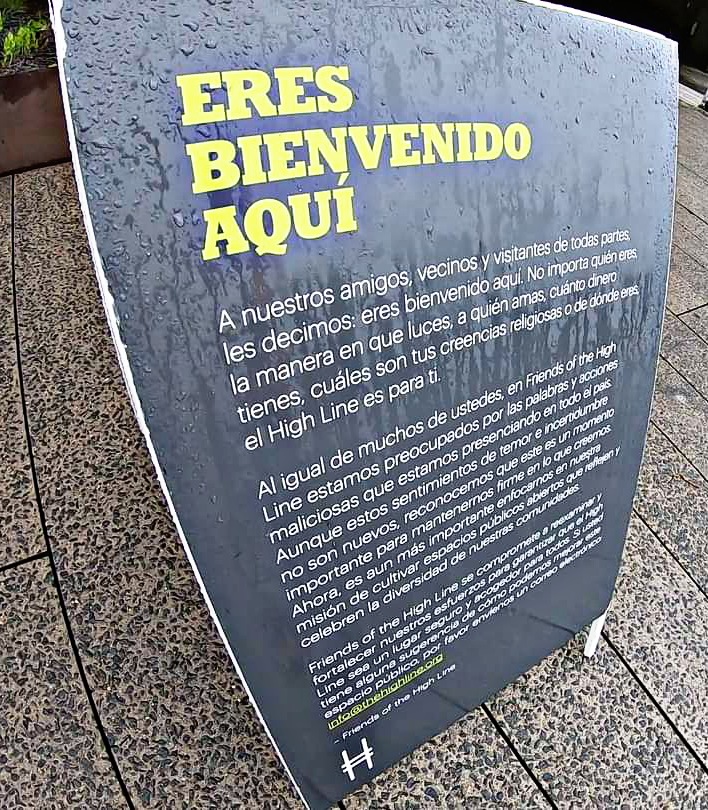 ERES
BIENVENIDO
AQUÍ
A nuestros amigos, vecinos y visitantes de todas partes,
les decimos: eres bienvenido aquí. No importa quién eres,
la manera en que luces, a quién amas, cuánto dinero
tienes, cuáles son tus creencias religiosas o de dónde eres,
el High Line es para ti.
Al igual de muchos de ustedes, en Friends of the High
Line estamos preocupados por las palabras y acciones
maliciosas que estamos presenciando en todo el país.
Aunque estos sentimientos de temor e incertidumbre
no son nuevos, reconocemos que este es un momento
importante para mantenernos firme en lo que creemos.
Ahora, es aun más importante enfocarnos en nuestra
misión de cultivar espacios públicos abiertos que reflejen y
celebren la diversidad de nuestras comunidades.
Friends of the High Line se compromete a reexaminar y
fortalecer nuestros esfuerzos para garantizar que el High
Line sea un lugar seguro y acogedor para todos. Si usted
tiene alguna sugerencia de cómo podemos mejorar este
espacio público, por favor envíenos un correo electrónico
info@thehighline.org
- Friends of the High Line